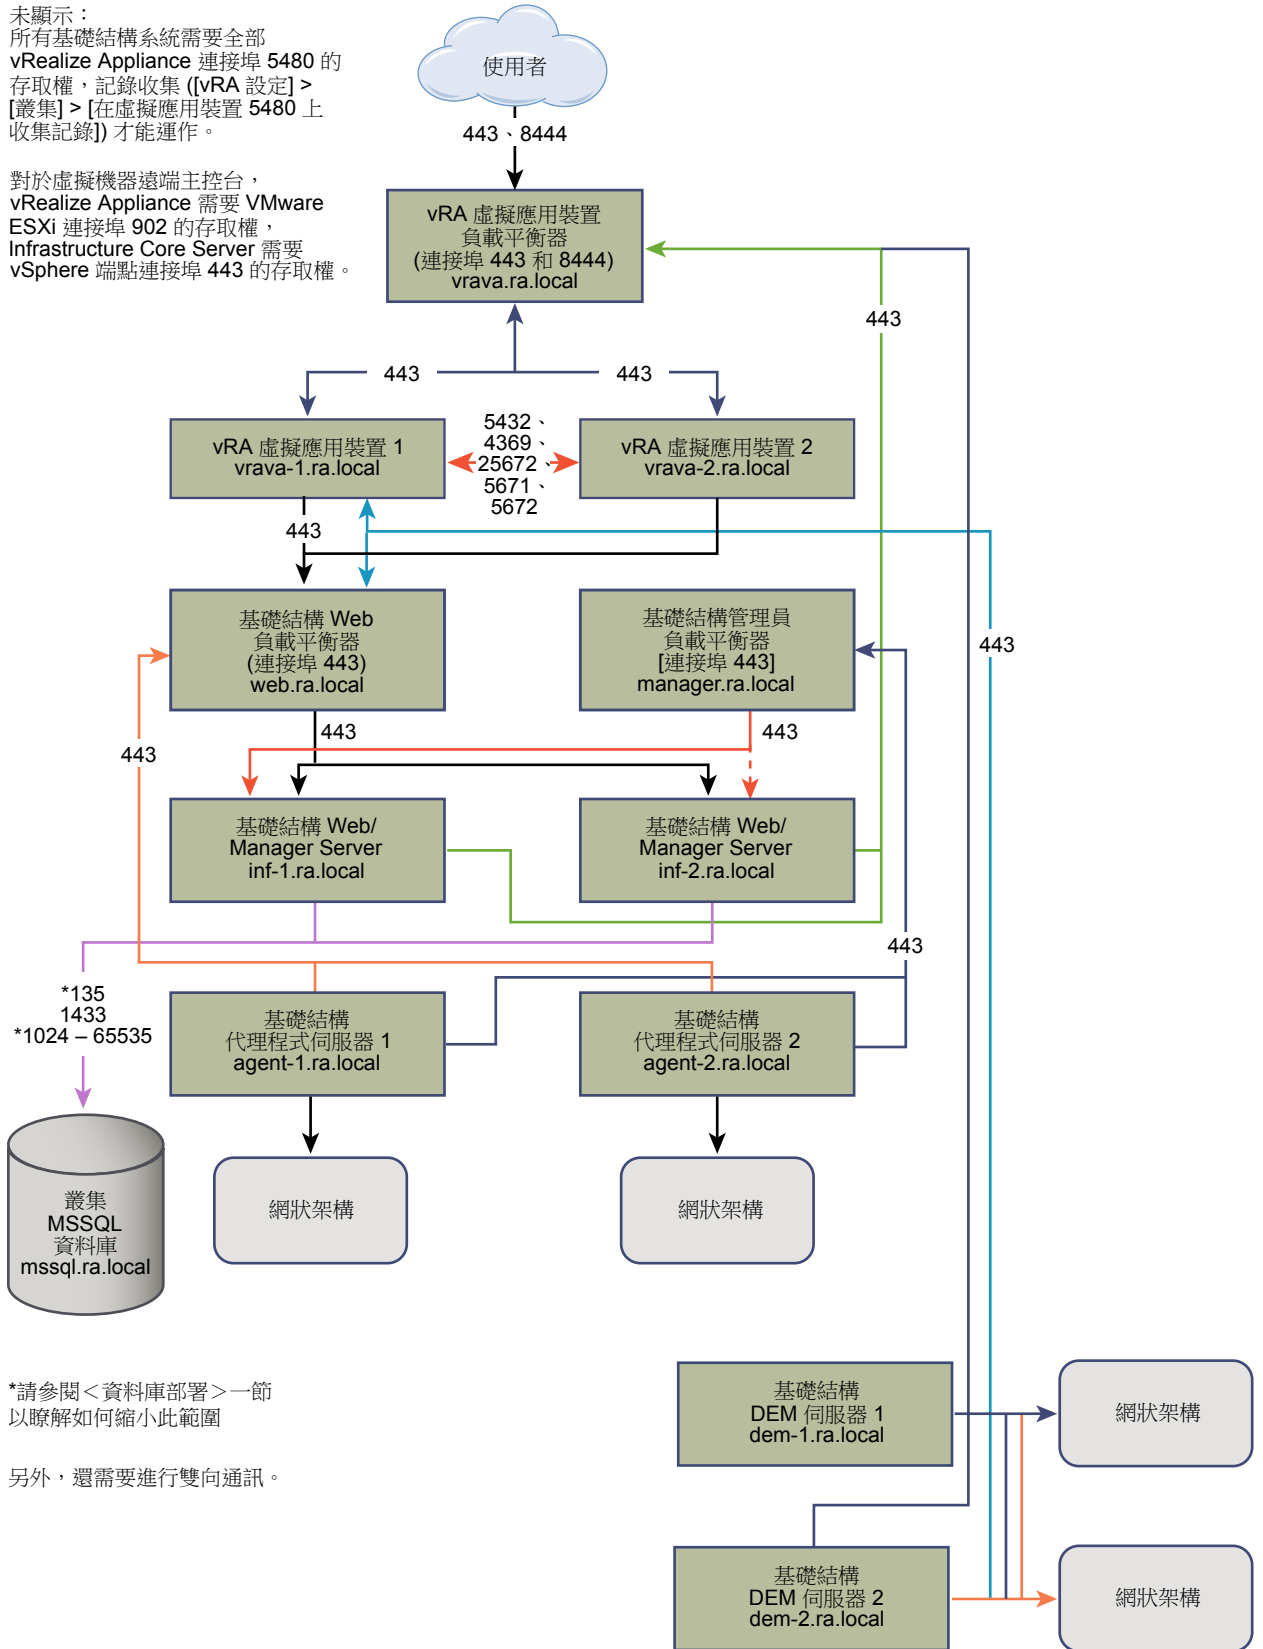 未顯示：
所有基礎結構系統需要全部
vRealize Appliance 連接埠 5480 的
存取權，記錄收集 ([vRA 設定] >
[叢集] > [在虛擬應用裝置 5480 上
收集記錄]) 才能運作。
對於虛擬機器遠端主控台，
vRealize Appliance 需要 VMware
ESXi 連接埠 902 的存取權，
Infrastructure Core Server 需要
vSphere 端點連接埠 443 的存取權。
使用者
443、8444
vRA 虛擬應用裝置
負載平衡器
(連接埠 443 和 8444)
vrava.ra.local
443
443
443
vRA 虛擬應用裝置 1
vrava-1.ra.local
5432、
4369、
25672、
5671、
5672
vRA 虛擬應用裝置 2
vrava-2.ra.local
443
基礎結構 Web
負載平衡器
(連接埠 443)
web.ra.local
基礎結構管理員
負載平衡器
[連接埠 443]
manager.ra.local
443
443
443
443
基礎結構 Web/
Manager Server
inf-1.ra.local
基礎結構 Web/
Manager Server
inf-2.ra.local
443
*135
1433
*1024 – 65535
基礎結構
代理程式伺服器 1
agent-1.ra.local
基礎結構
代理程式伺服器 2
agent-2.ra.local
叢集
MSSQL
資料庫
mssql.ra.local
網狀架構
網狀架構
*請參閱＜資料庫部署＞一節
以瞭解如何縮小此範圍
另外，還需要進行雙向通訊。
基礎結構
DEM 伺服器 1
dem-1.ra.local
網狀架構
基礎結構
DEM 伺服器 2
dem-2.ra.local
網狀架構